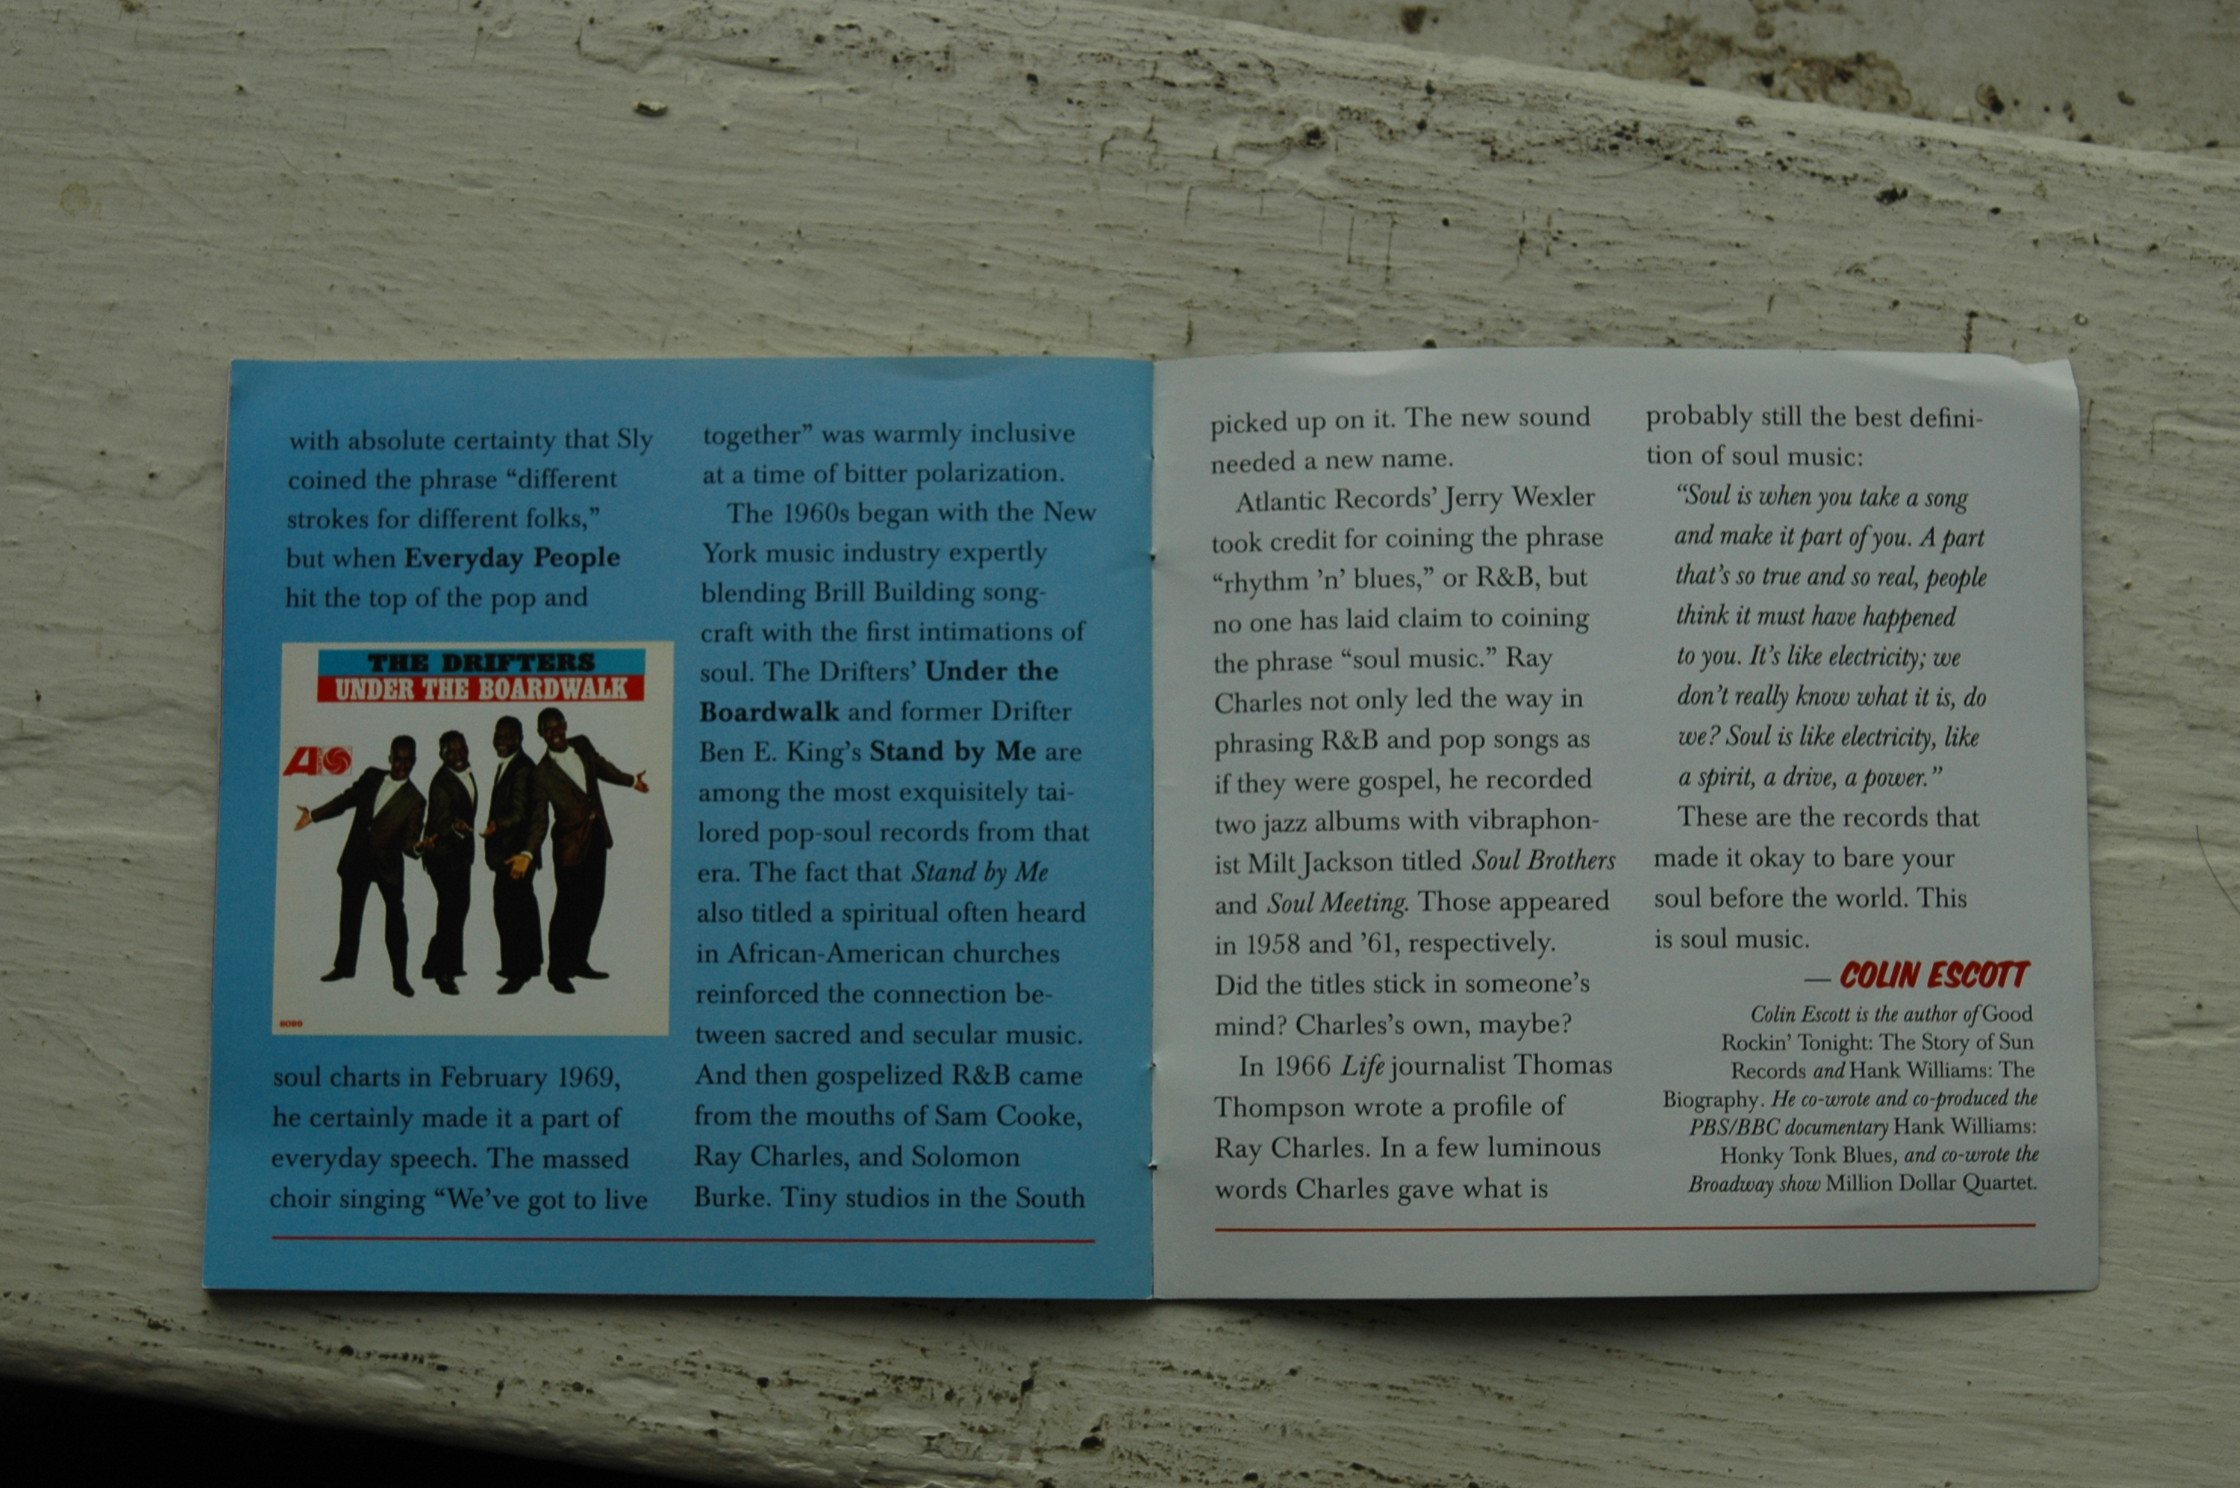 with absolute certainty that Sly
coined the phrase “different
strokes for different folks,”
but when Everyday People
hit the top of the pop and
THE DRIFTERS
UNDER THE BOARDWALK
8099
soul charts in February 1969,
he certainly made it a part of
everyday speech. The massed
choir singing “We’ve got to live
together” was warmly inclusive
at a time of bitter polarization.
The 1960s began with the New
York music industry expertly
blending Brill Building song-
craft with the first intimations of
soul. The Drifters’ Under the
Boardwalk and former Drifter
Ben E. King’s Stand by Me are
among the most exquisitely tai-
lored pop-soul records from that
era. The fact that Stand by Me
also titled a spiritual often heard
in African-American churches
reinforced the connection be-
tween sacred and secular music.
And then gospelized R&B came
from the mouths of Sam Cooke,
Ray Charles, and Solomon
Burke. Tiny studios in the South
picked up on it. The new sound
needed a new name.
Atlantic Records’ Jerry Wexler
took credit for coining the phrase
“rhythm ’n’ blues,” or R&B, but
no one has laid claim to coining
the phrase “soul music.” Ray
Charles not only led the way in
phrasing R&B and pop songs as
if they were gospel, he recorded
two jazz albums with vibraphon-
ist Milt Jackson titled Soul Brothers
and Soul Meeting. Those appeared
in 1958 and ’61, respectively.
Did the titles stick in someone’s
mind? Charles’s own, maybe?
In 1966 Life journalist Thomas
Thompson wrote a profile of
Ray Charles. In a few luminous
words Charles gave what is
probably still the best defini-
tion of soul music:
“Soul is when you take a song
and make it part of you. A part
that’s so true and so real, people
think it must have happened
to you. It’s like electricity; we
don’t really know what it is, do
we? Soul is like electricity, like
a spirit, a drive, a power.”
These are the records that
made it okay to bare your
soul before the world. This
is soul music.
— COLIN ESCOTT
Colin Escott is the author of Good
Rockin’ Tonight: The Story of Sun
Records and Hank Williams: The
Biography. He co-wrote and co-produced the
PBS/BBC documentary Hank Williams:
Honky Tonk Blues, and co-wrote the
Broadway show Million Dollar Quartet.